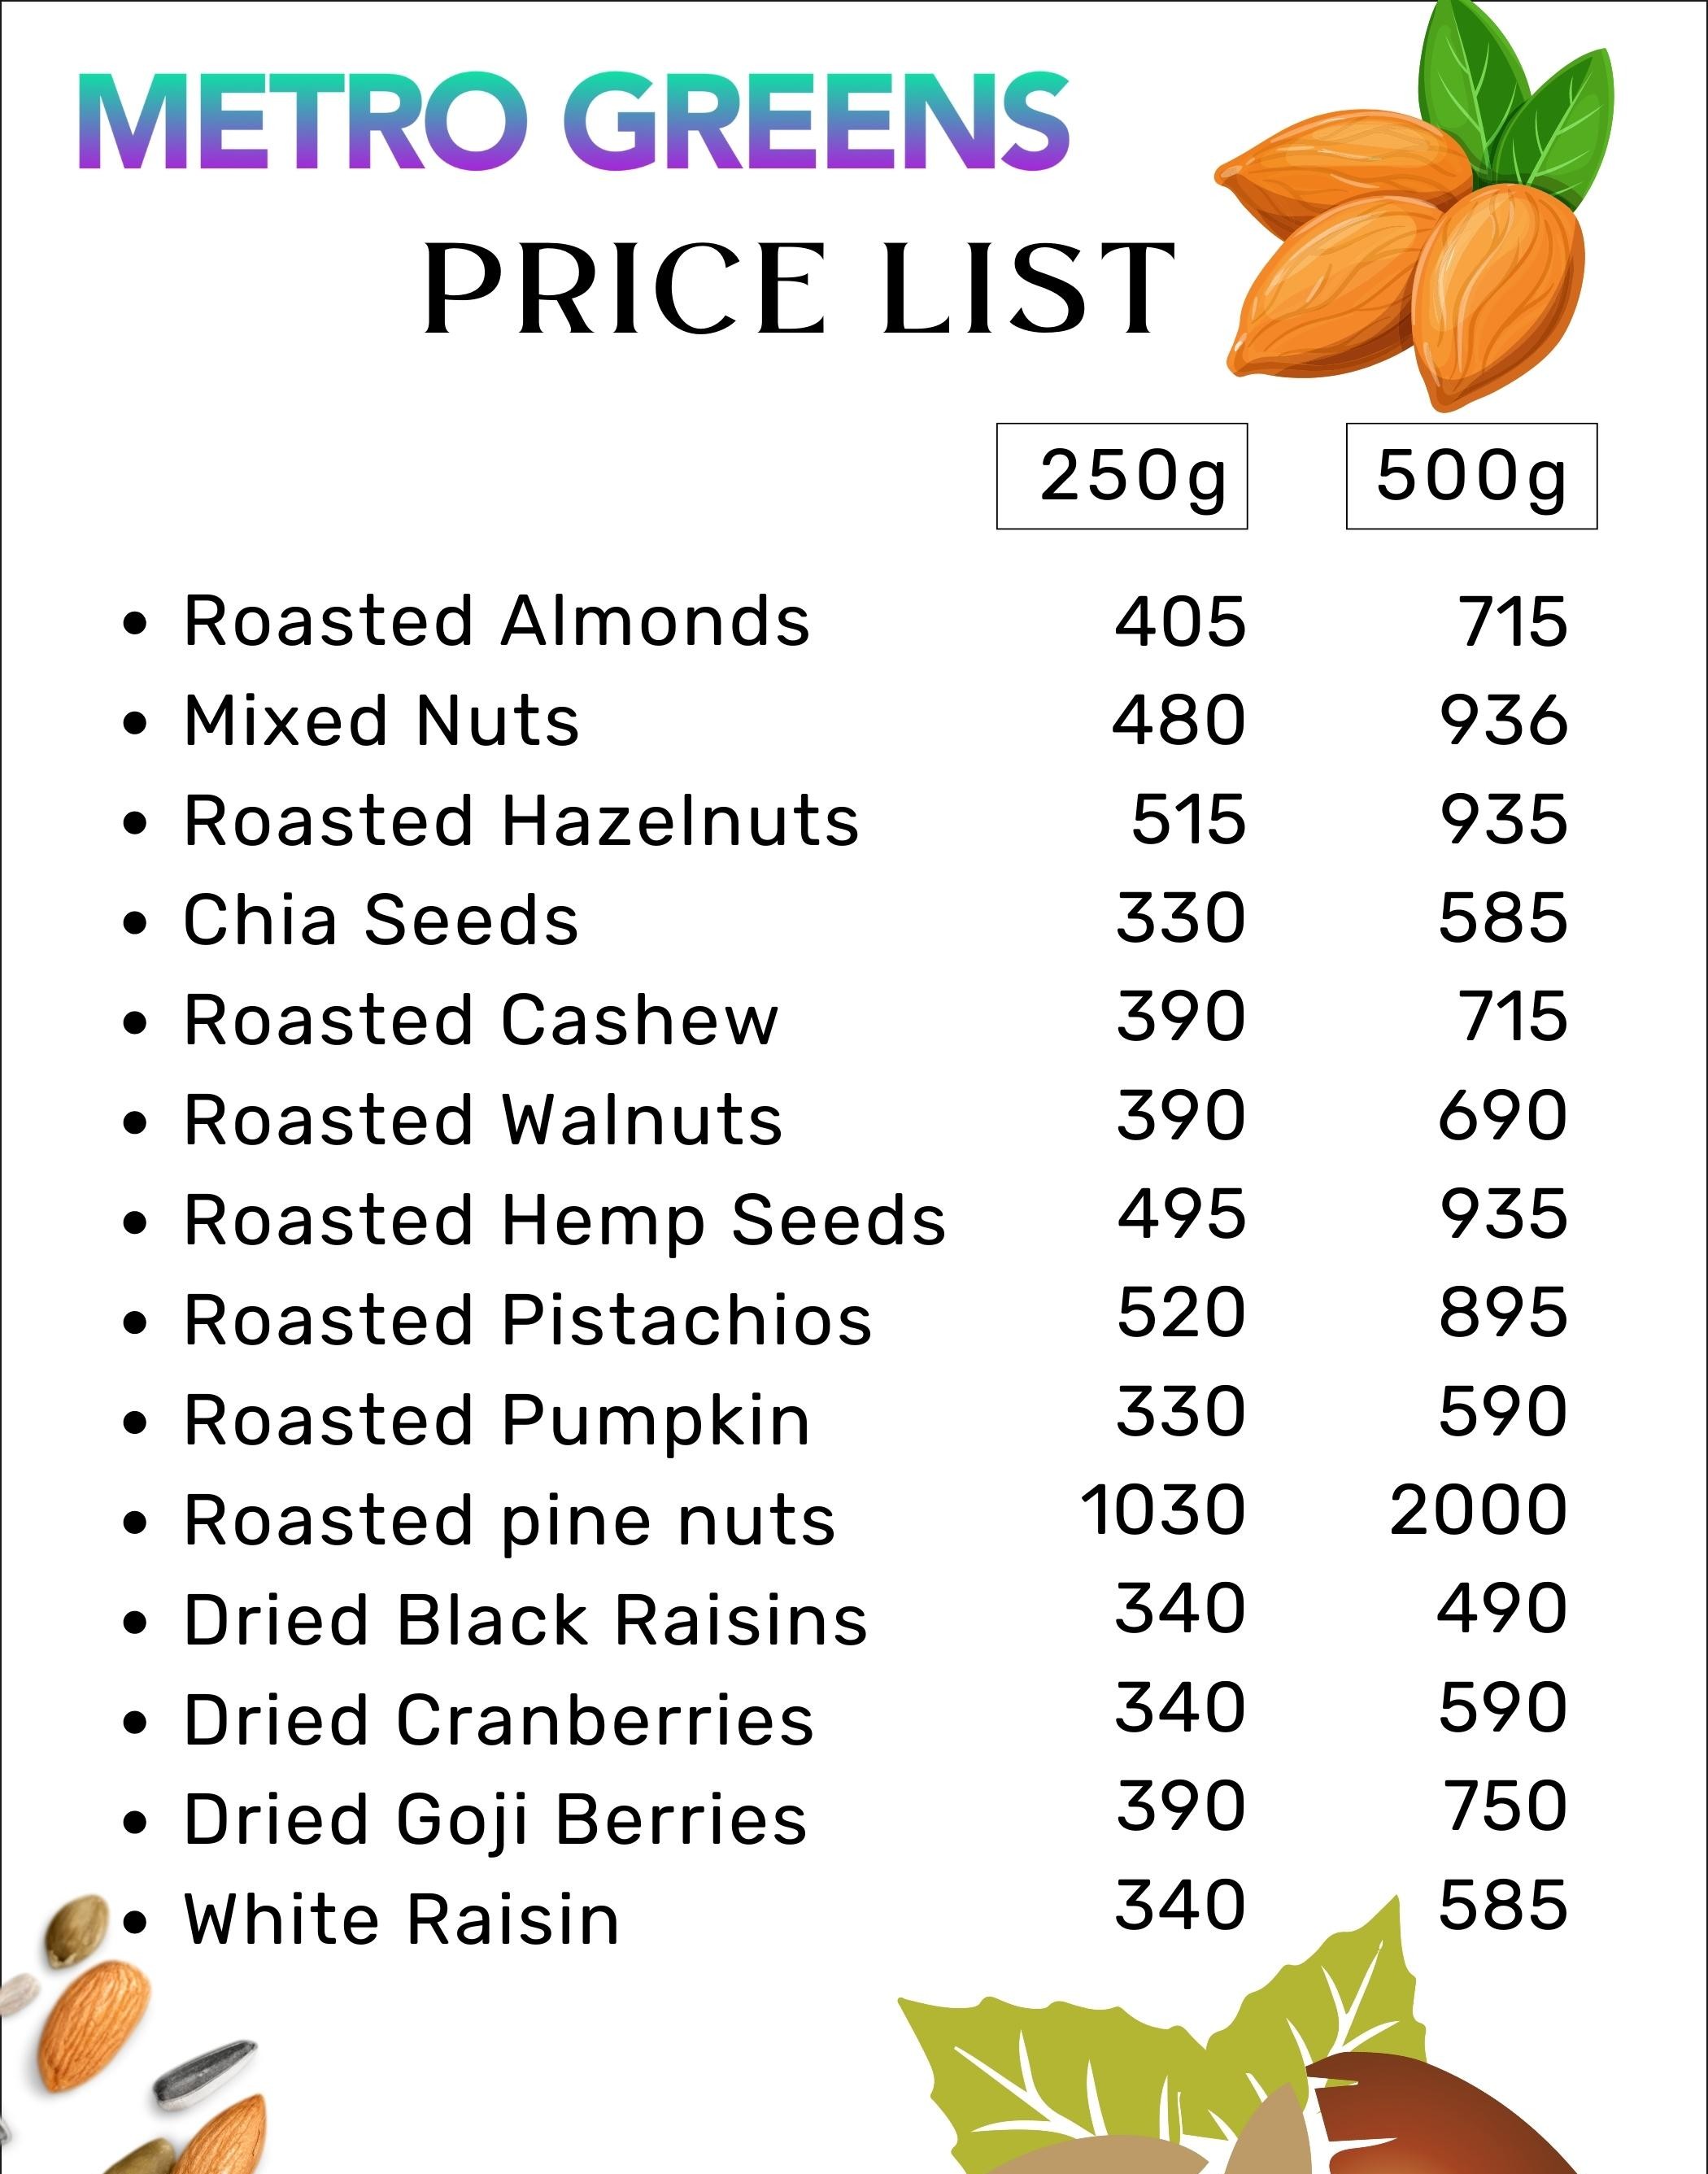 METRO GREENS
PRICE LIST
250g 500g
• Roasted Almonds 405 715
• Mixed Nuts 480 936
• Roasted Hazelnuts 515 935
• Chia Seeds 330 585
• Roasted Cashew 390 715
• Roasted Walnuts 390 690
• Roasted Hemp Seeds 495 935
• Roasted Pistachios 520 895
• Roasted Pumpkin 330 590
• Roasted pine nuts 1030 2000
• Dried Black Raisins 340 490
• Dried Cranberries 340 590
• Dried Goji Berries 390 750
• White Raisin 340 585